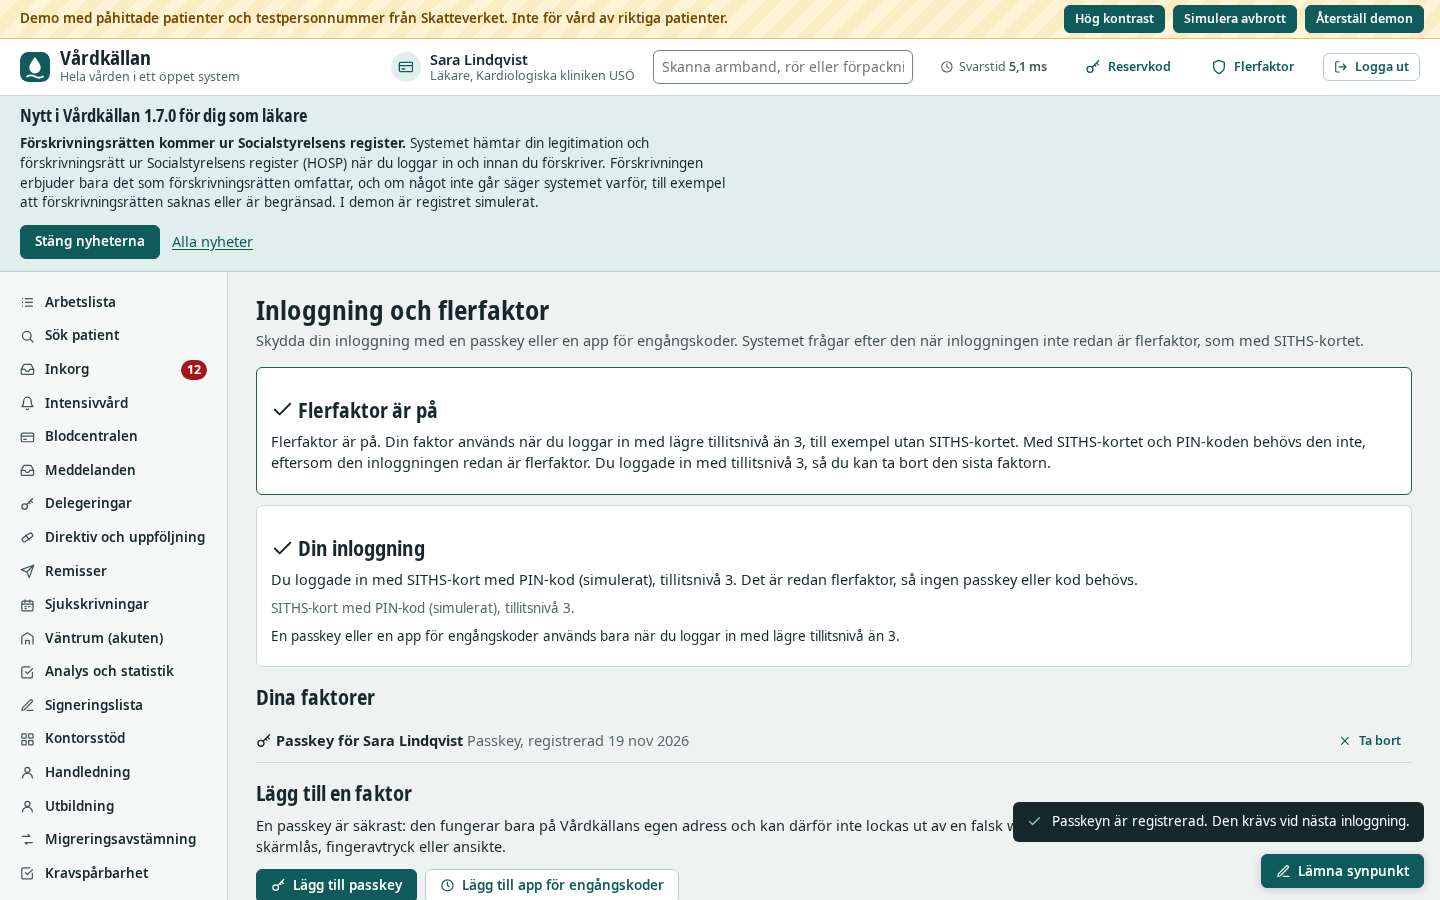 Demo med påhittade patienter och testpersonnummer från Skatteverket. Inte för vård av riktiga patienter.
Hög kontrast
Simulera avbrott
Återställ demon
Vårdkällan
Hela vården i ett öppet system
Sara Lindqvist
Läkare, Kardiologiska kliniken USÖ
Skanna armband, rör eller förpackni
Svarstid 5,1 ms
Reservkod
Flerfaktor
Logga ut
Nytt i Vårdkällan 1.7.0 för dig som läkare
Förskrivningsrätten kommer ur Socialstyrelsens register. Systemet hämtar din legitimation och
förskrivningsrätt ur Socialstyrelsens register (HOSP) när du loggar in och innan du förskriver. Förskrivningen
erbjuder bara det som förskrivningsrätten omfattar, och om något inte går säger systemet varför, till exempel
att förskrivningsrätten saknas eller är begränsad. I demon är registret simulerat.
Stäng nyheterna
Alla nyheter
Arbetslista
Sök patient
Inkorg
12
Intensivvård
Blodcentralen
Meddelanden
Delegeringar
Direktiv och uppföljning
Remisser
Sjukskrivningar
Väntrum (akuten)
Analys och statistik
Signeringslista
Kontorsstöd
Handledning
Utbildning
Migreringsavstämning
Kravspårbarhet
Inloggning och flerfaktor
Skydda din inloggning med en passkey eller en app för engångskoder. Systemet frågar efter den när inloggningen inte redan är flerfaktor, som med SITHS-kortet.
Flerfaktor är på
Flerfaktor är på. Din faktor används när du loggar in med lägre tillitsnivå än 3, till exempel utan SITHS-kortet. Med SITHS-kortet och PIN-koden behövs den inte,
eftersom den inloggningen redan är flerfaktor. Du loggade in med tillitsnivå 3, så du kan ta bort den sista faktorn.
Din inloggning
Du loggade in med SITHS-kort med PIN-kod (simulerat), tillitsnivå 3. Det är redan flerfaktor, så ingen passkey eller kod behövs.
SITHS-kort med PIN-kod (simulerat), tillitsnivå 3.
En passkey eller en app för engångskoder används bara när du loggar in med lägre tillitsnivå än 3.
Dina faktorer
Passkey för Sara Lindqvist Passkey, registrerad 19 nov 2026
Ta bort
Lägg till en faktor
En passkey är säkrast: den fungerar bara på Vårdkällans egen adress och kan därför inte lockas ut av en falsk
skärmlås, fingeravtryck eller ansikte.
Lägg till passkey
Lägg till app för engångskoder
Passkeyn är registrerad. Den krävs vid nästa inloggning.
Lämna synpunkt